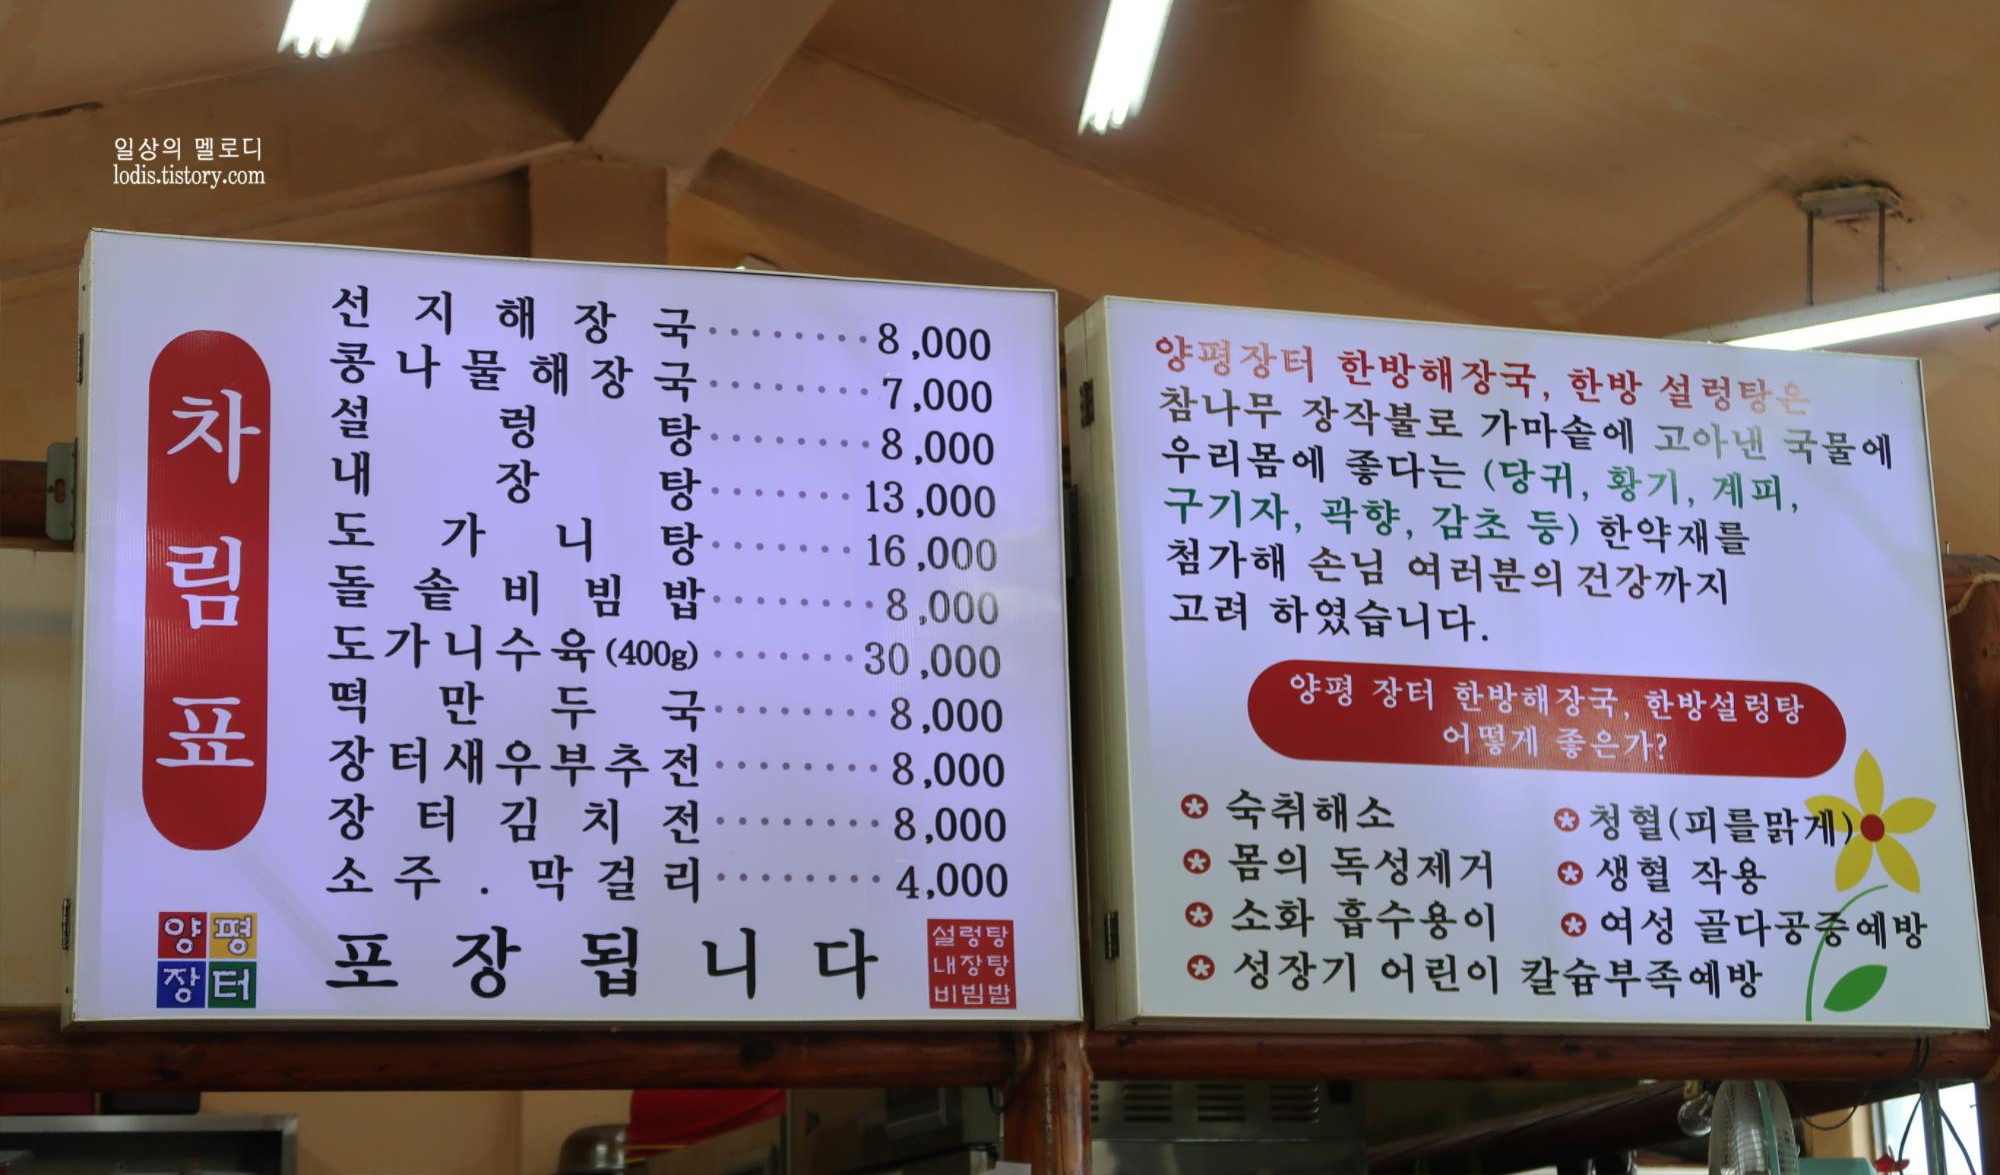 일상의 멜로디
lodis.tistory.com
차림표
선지해장국········8,000
콩나물해장국········7,000
설렁탕········8,000
내장탕·······13,000
도가니탕·······16,000
돌솥비빔밥········8,000
도가니수육(400g)·······30,000
떡만두국········8,000
장터새우부추전········8,000
장터김치전········8,000
소주.막걸리········4,000
포장됩니다
양평
장터
설렁탕
내장탕
비빔밥
양평장터 한방해장국, 한방 설렁탕은
참나무 장작불로 가마솥에 고아낸 국물에
우리몸에 좋다는 (당귀, 황기, 계피,
구기자, 곽향, 감초 등) 한약재를
첨가해 손님 여러분의 건강까지
고려 하였습니다.
양평 장터 한방해장국, 한방설렁탕
어떻게 좋은가?
숙취해소
청혈(피를맑게)
몸의 독성제거
생혈 작용
소화 흡수용이
여성 골다공증예방
성장기 어린이 칼슘부족예방